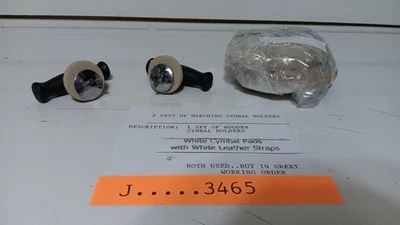 2 SETS OF MARCHING CYMBAL HOLDERS
DESCRIPTION: 1 SET OF WOODEN
CYMBAL HOLDERS
White Cymbal Pads
with White Leather Straps
BOTH USED..BUT IN GREAT
WORKING ORDER
J.....3465